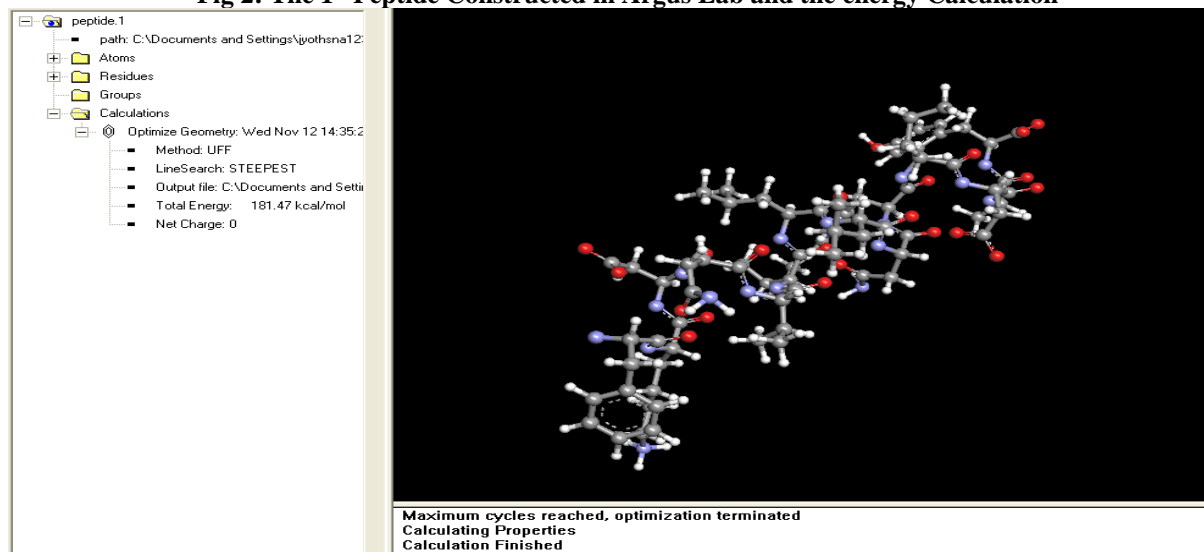 Fig 2: The 1st Peptide Constructed in Argus Lab and the energy Calculation
peptide.1
path: C:\Documents and Settings\jyothsna12
Atoms
Residues
Groups
Calculations
Optimize Geometry: Wed Nov 12 14:35:2
Method: UFF
LineSearch: STEEPEST
Output file: C:\Documents and Setti
Total Energy: 181.47 kcal/mol
Net Charge: 0
Maximum cycles reached, optimization terminated
Calculating Properties
Calculation Finished